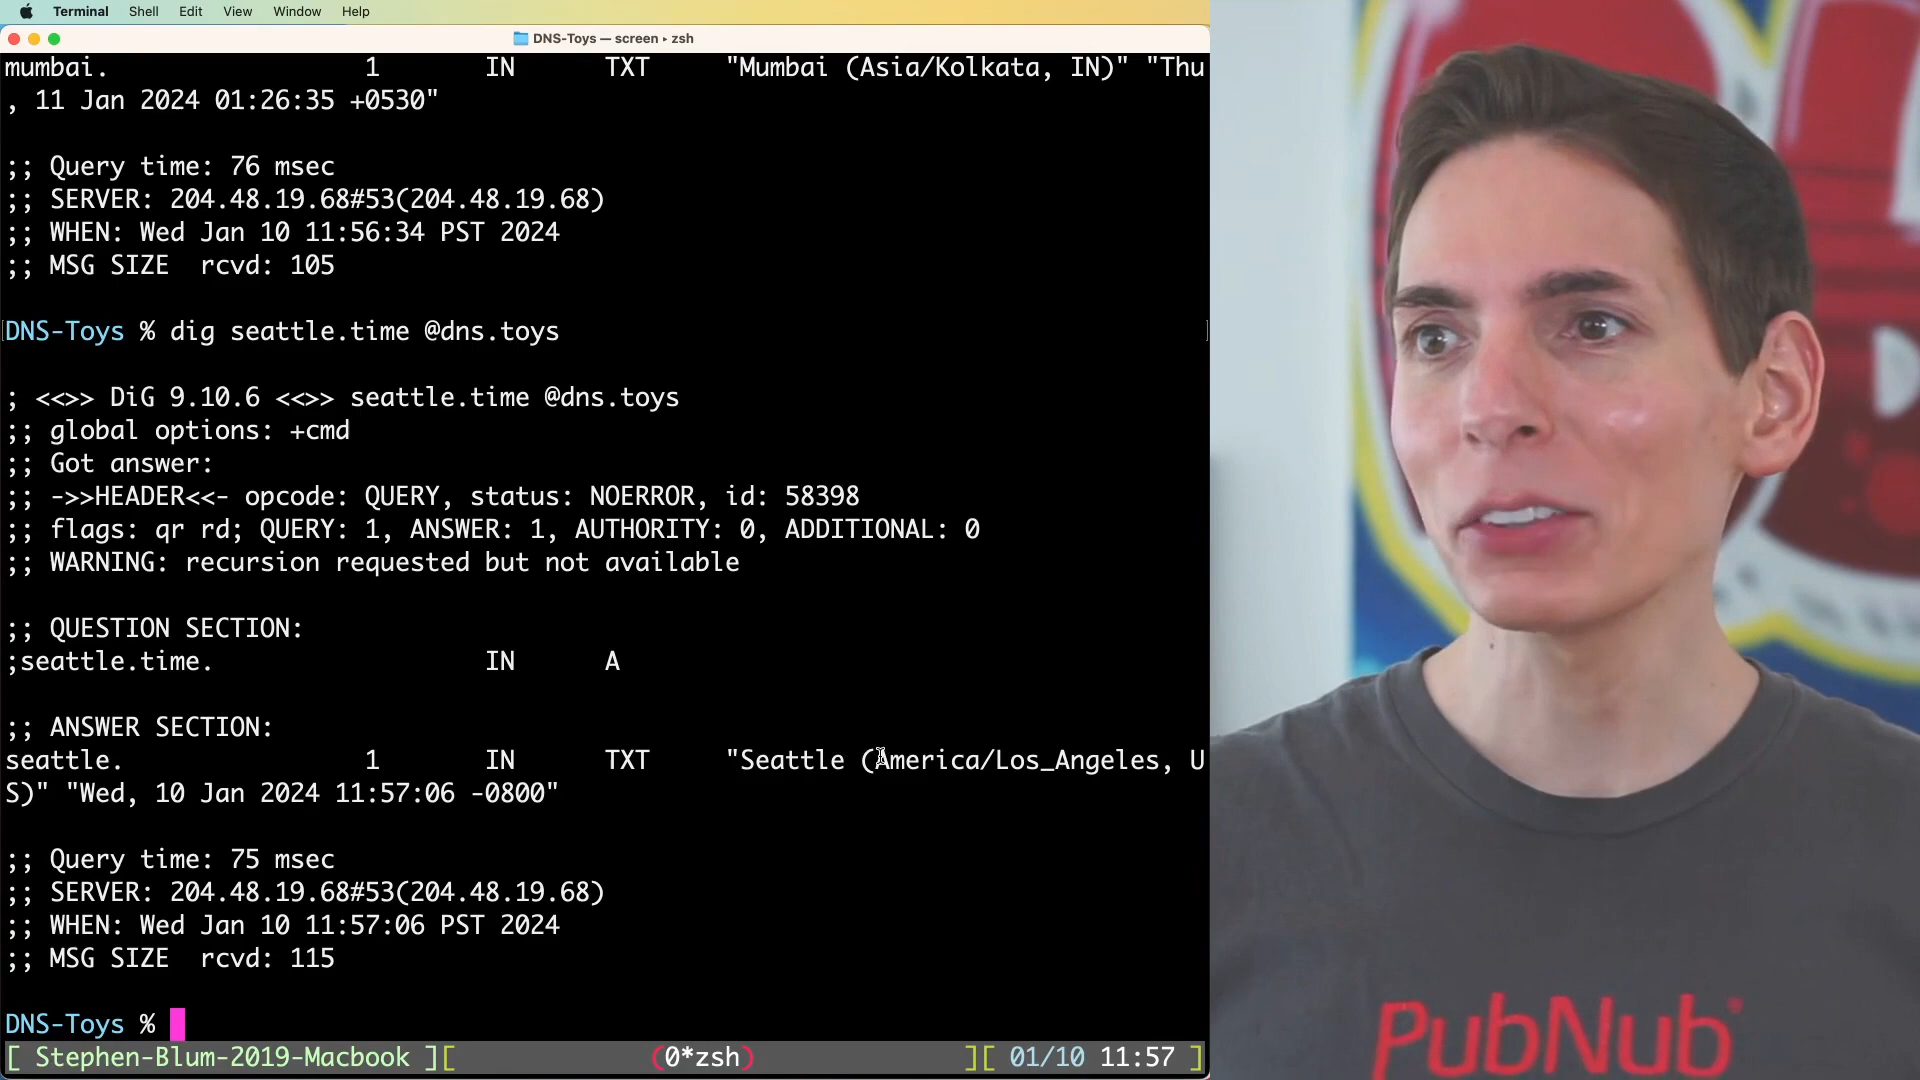 Terminal Shell Edit View Window Help
DNS-Toys — screen ▸ zsh
mumbai. 1 IN TXT "Mumbai (Asia/Kolkata, IN)" "Thu
, 11 Jan 2024 01:26:35 +0530"
;; Query time: 76 msec
;; SERVER: 204.48.19.68#53(204.48.19.68)
;; WHEN: Wed Jan 10 11:56:34 PST 2024
;; MSG SIZE  rcvd: 105
DNS-Toys % dig seattle.time @dns.toys
; <<>> DiG 9.10.6 <<>> seattle.time @dns.toys
;; global options: +cmd
;; Got answer:
;; ->>HEADER<<- opcode: QUERY, status: NOERROR, id: 58398
;; flags: qr rd; QUERY: 1, ANSWER: 1, AUTHORITY: 0, ADDITIONAL: 0
;; WARNING: recursion requested but not available
;; QUESTION SECTION:
;seattle.time. IN A
;; ANSWER SECTION:
seattle. 1 IN TXT "Seattle (America/Los_Angeles, U
S)" "Wed, 10 Jan 2024 11:57:06 -0800"
;; Query time: 75 msec
;; SERVER: 204.48.19.68#53(204.48.19.68)
;; WHEN: Wed Jan 10 11:57:06 PST 2024
;; MSG SIZE  rcvd: 115
DNS-Toys %
[ Stephen-Blum-2019-Macbook ][ (0*zsh) ][ 01/10 11:57 ]
PubNub